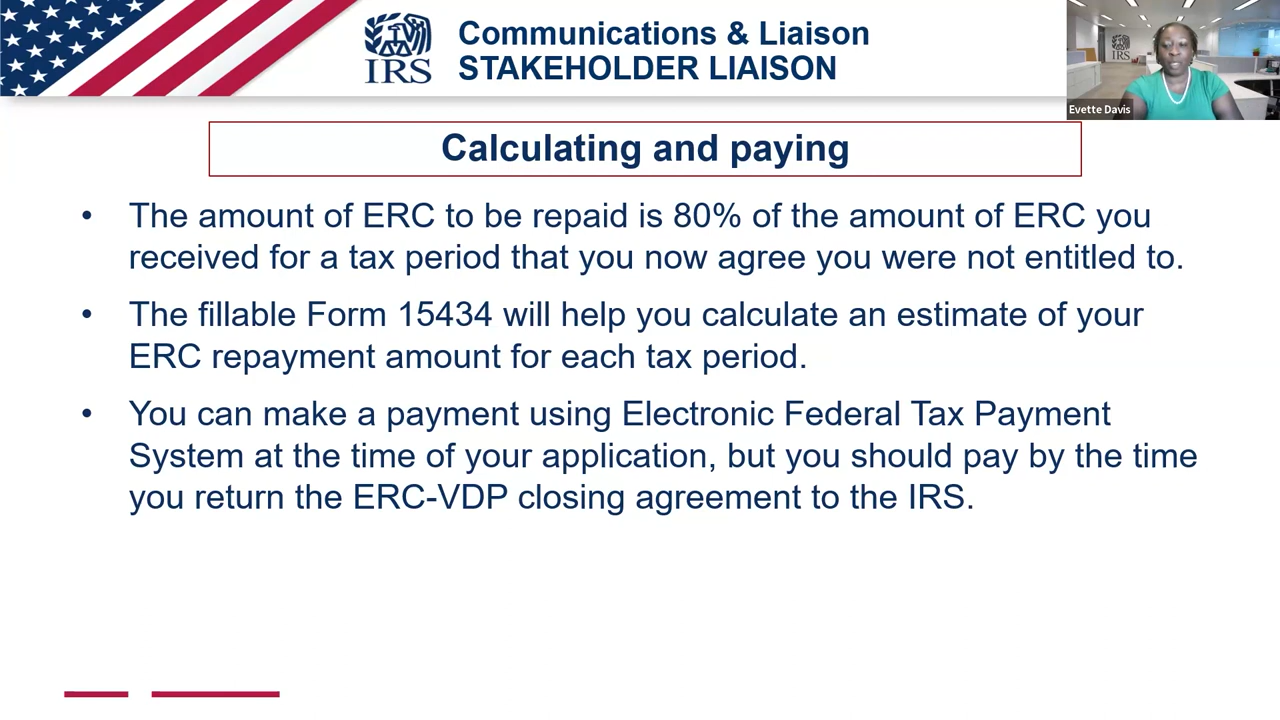 IRS
Communications & Liaison
STAKEHOLDER LIAISON
IRS
Evette Davis
Calculating and paying
• The amount of ERC to be repaid is 80% of the amount of ERC you
received for a tax period that you now agree you were not entitled to.
• The fillable Form 15434 will help you calculate an estimate of your
ERC repayment amount for each tax period.
• You can make a payment using Electronic Federal Tax Payment
System at the time of your application, but you should pay by the time
you return the ERC-VDP closing agreement to the IRS.